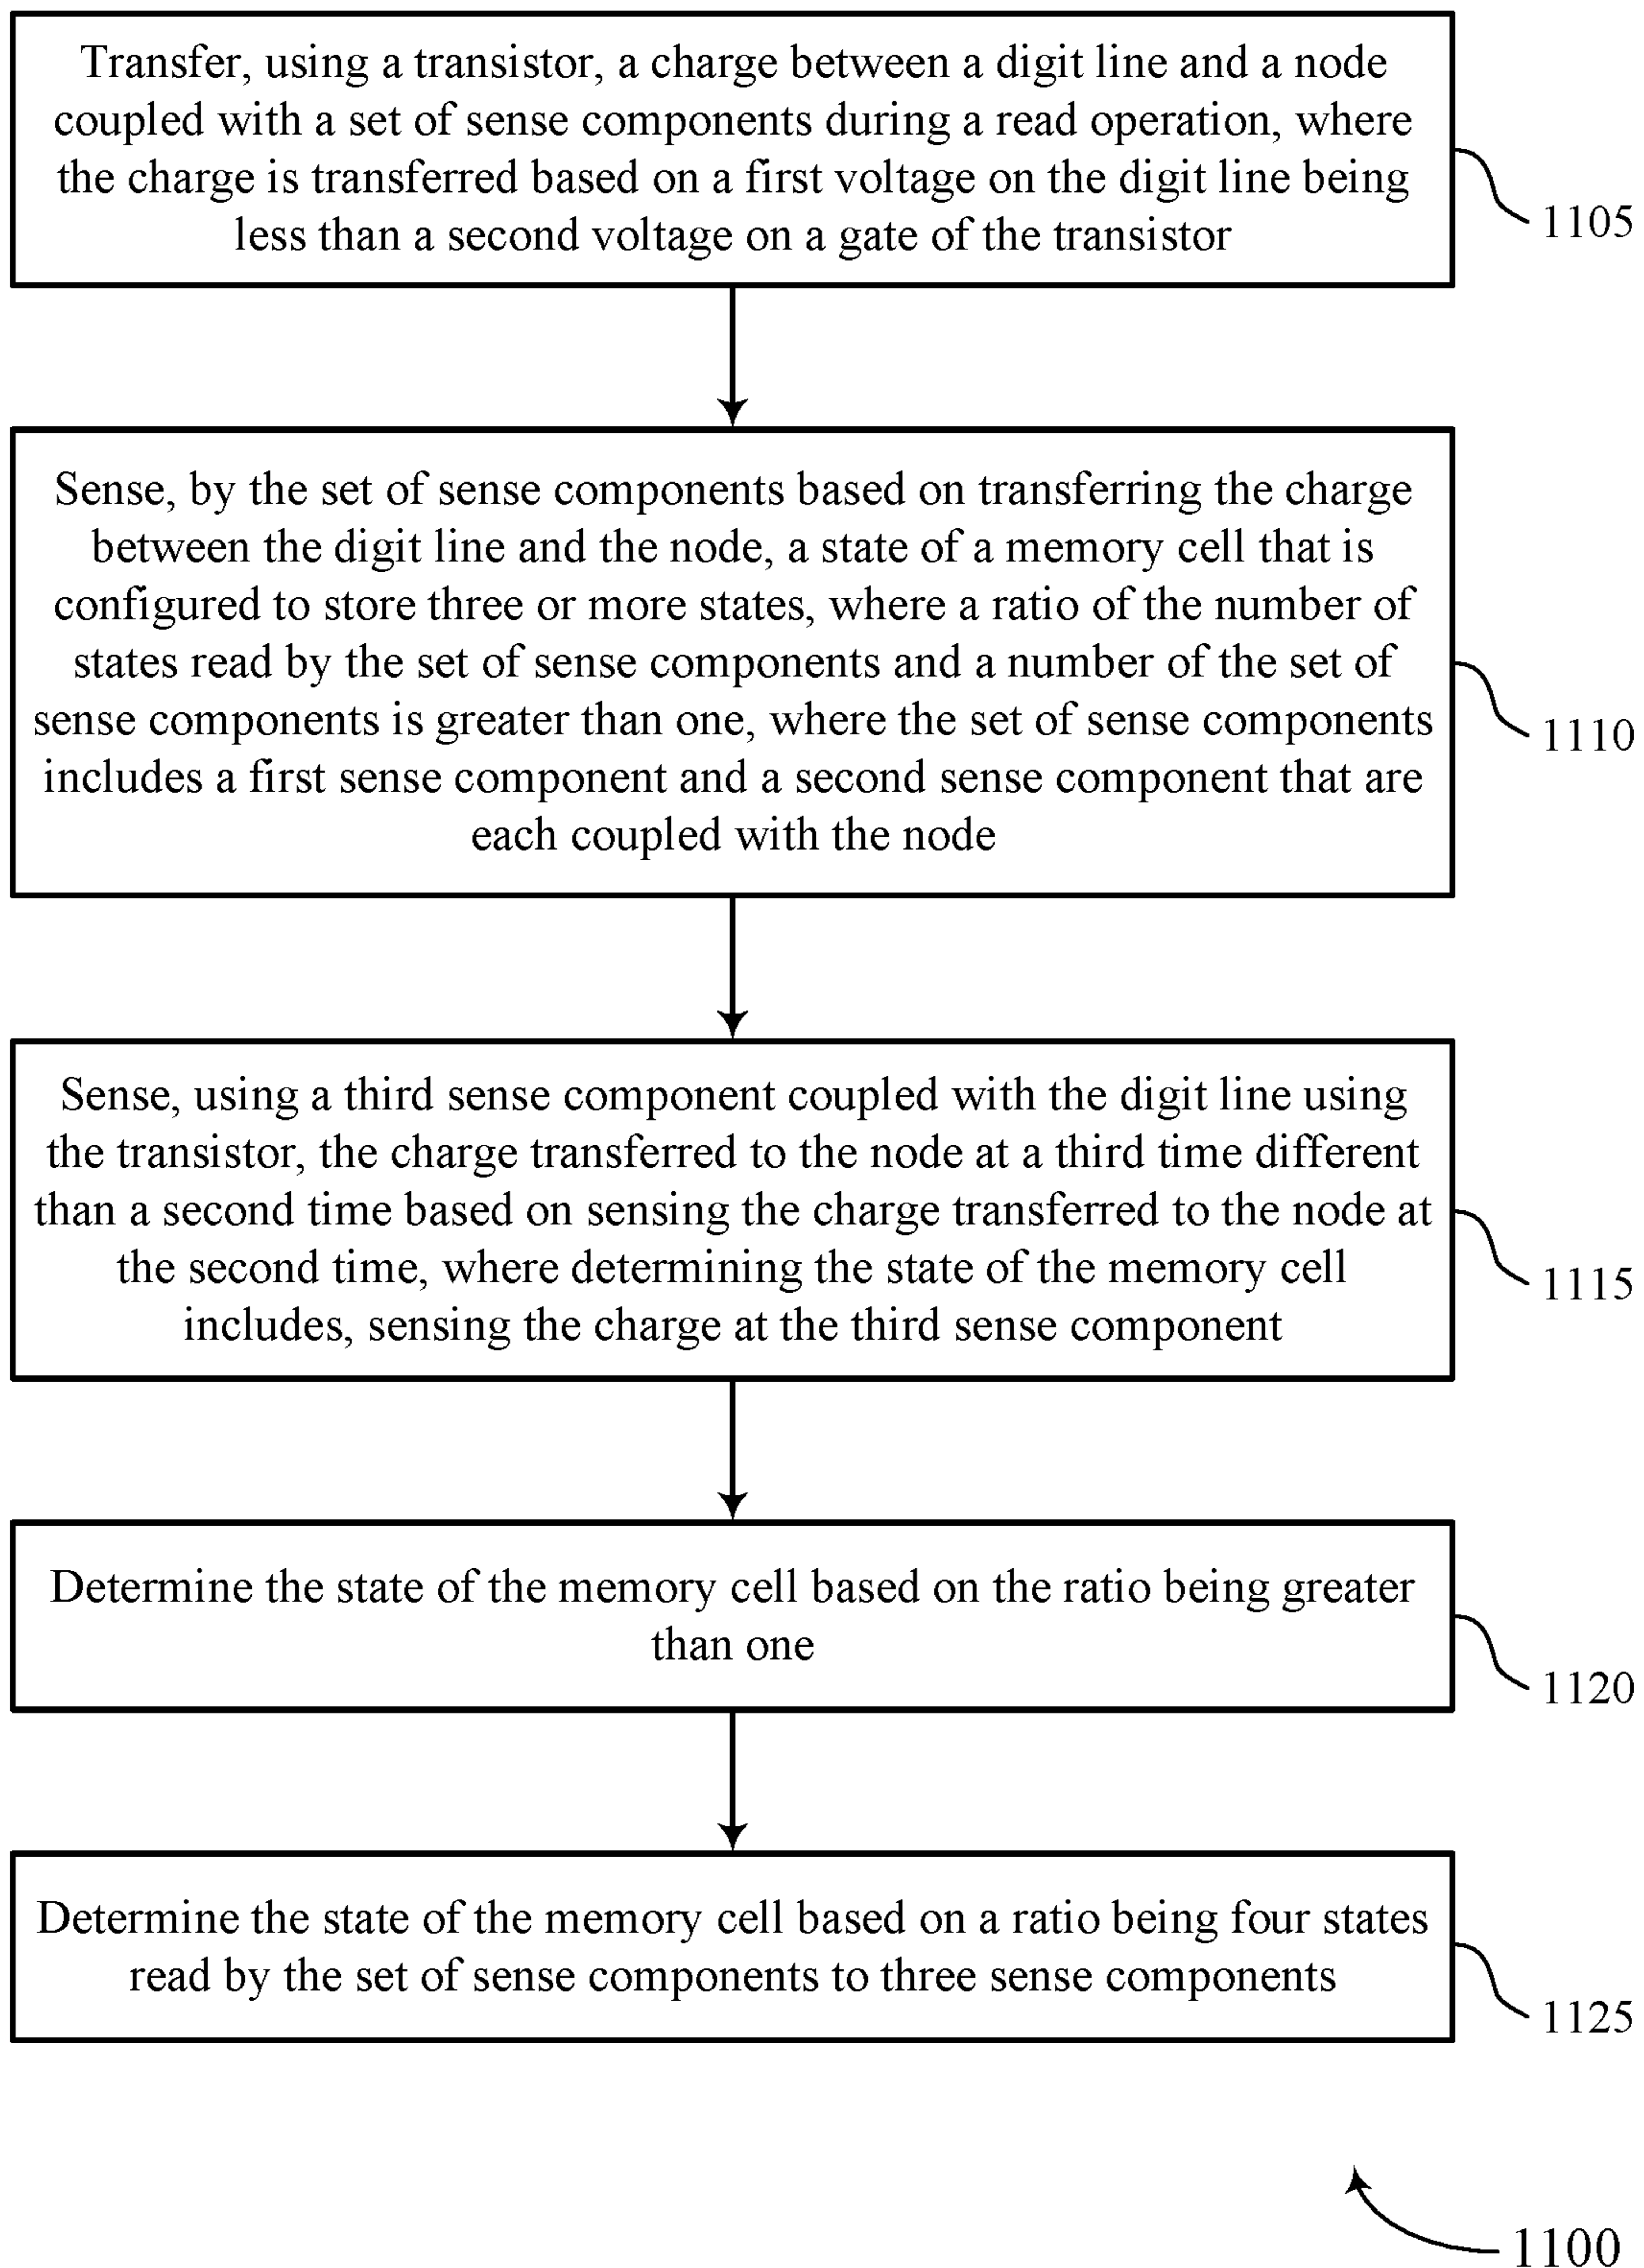 Transfer, using a transistor, a charge between a digit line and a node
coupled with a set of sense components during a read operation, where
the charge is transferred based on a first voltage on the digit line being
less than a second voltage on a gate of the transistor
1105
Sense, by the set of sense components based on transferring the charge
between the digit line and the node, a state of a memory cell that is
configured to store three or more states, where a ratio of the number of
states read by the set of sense components and a number of the set of
sense components is greater than one, where the set of sense components
includes a first sense component and a second sense component that are
each coupled with the node
1110
Sense, using a third sense component coupled with the digit line using
the transistor, the charge transferred to the node at a third time different
than a second time based on sensing the charge transferred to the node at
the second time, where determining the state of the memory cell
includes, sensing the charge at the third sense component
1115
Determine the state of the memory cell based on the ratio being greater
than one
1120
Determine the state of the memory cell based on a ratio being four states
read by the set of sense components to three sense components
1125
1100